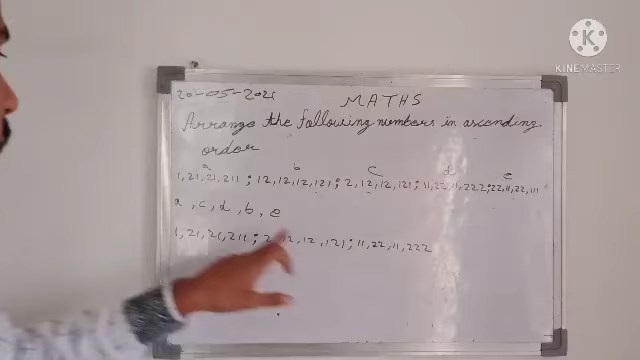 KINEMASTER
20-05-2021
MATHS
Arrange the following numbers in ascending
order
a b c d e
1,21,21,211 ; 12,12,12,121 ; 2,12,12,121 ; 11,22,11,222 ; 22,11,22,111
a, c, d, b, e
1,21,21,211 ; 2, 12, 12, 121 ; 11,22,11,222